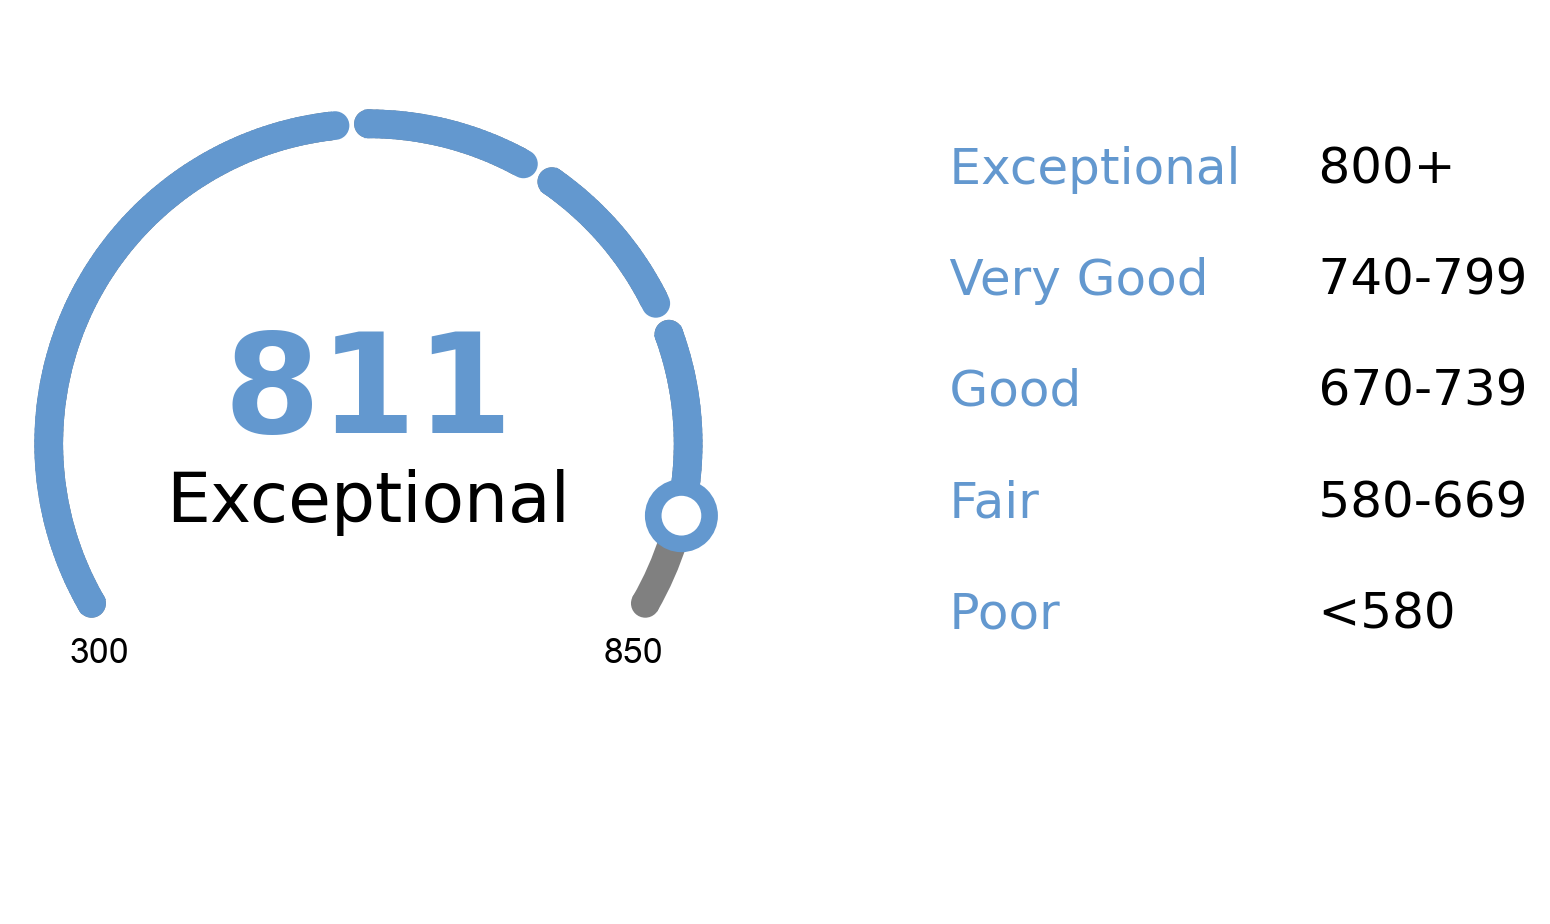 811
Exceptional
300
850
Exceptional 800+
Very Good 740-799
Good 670-739
Fair 580-669
Poor <580